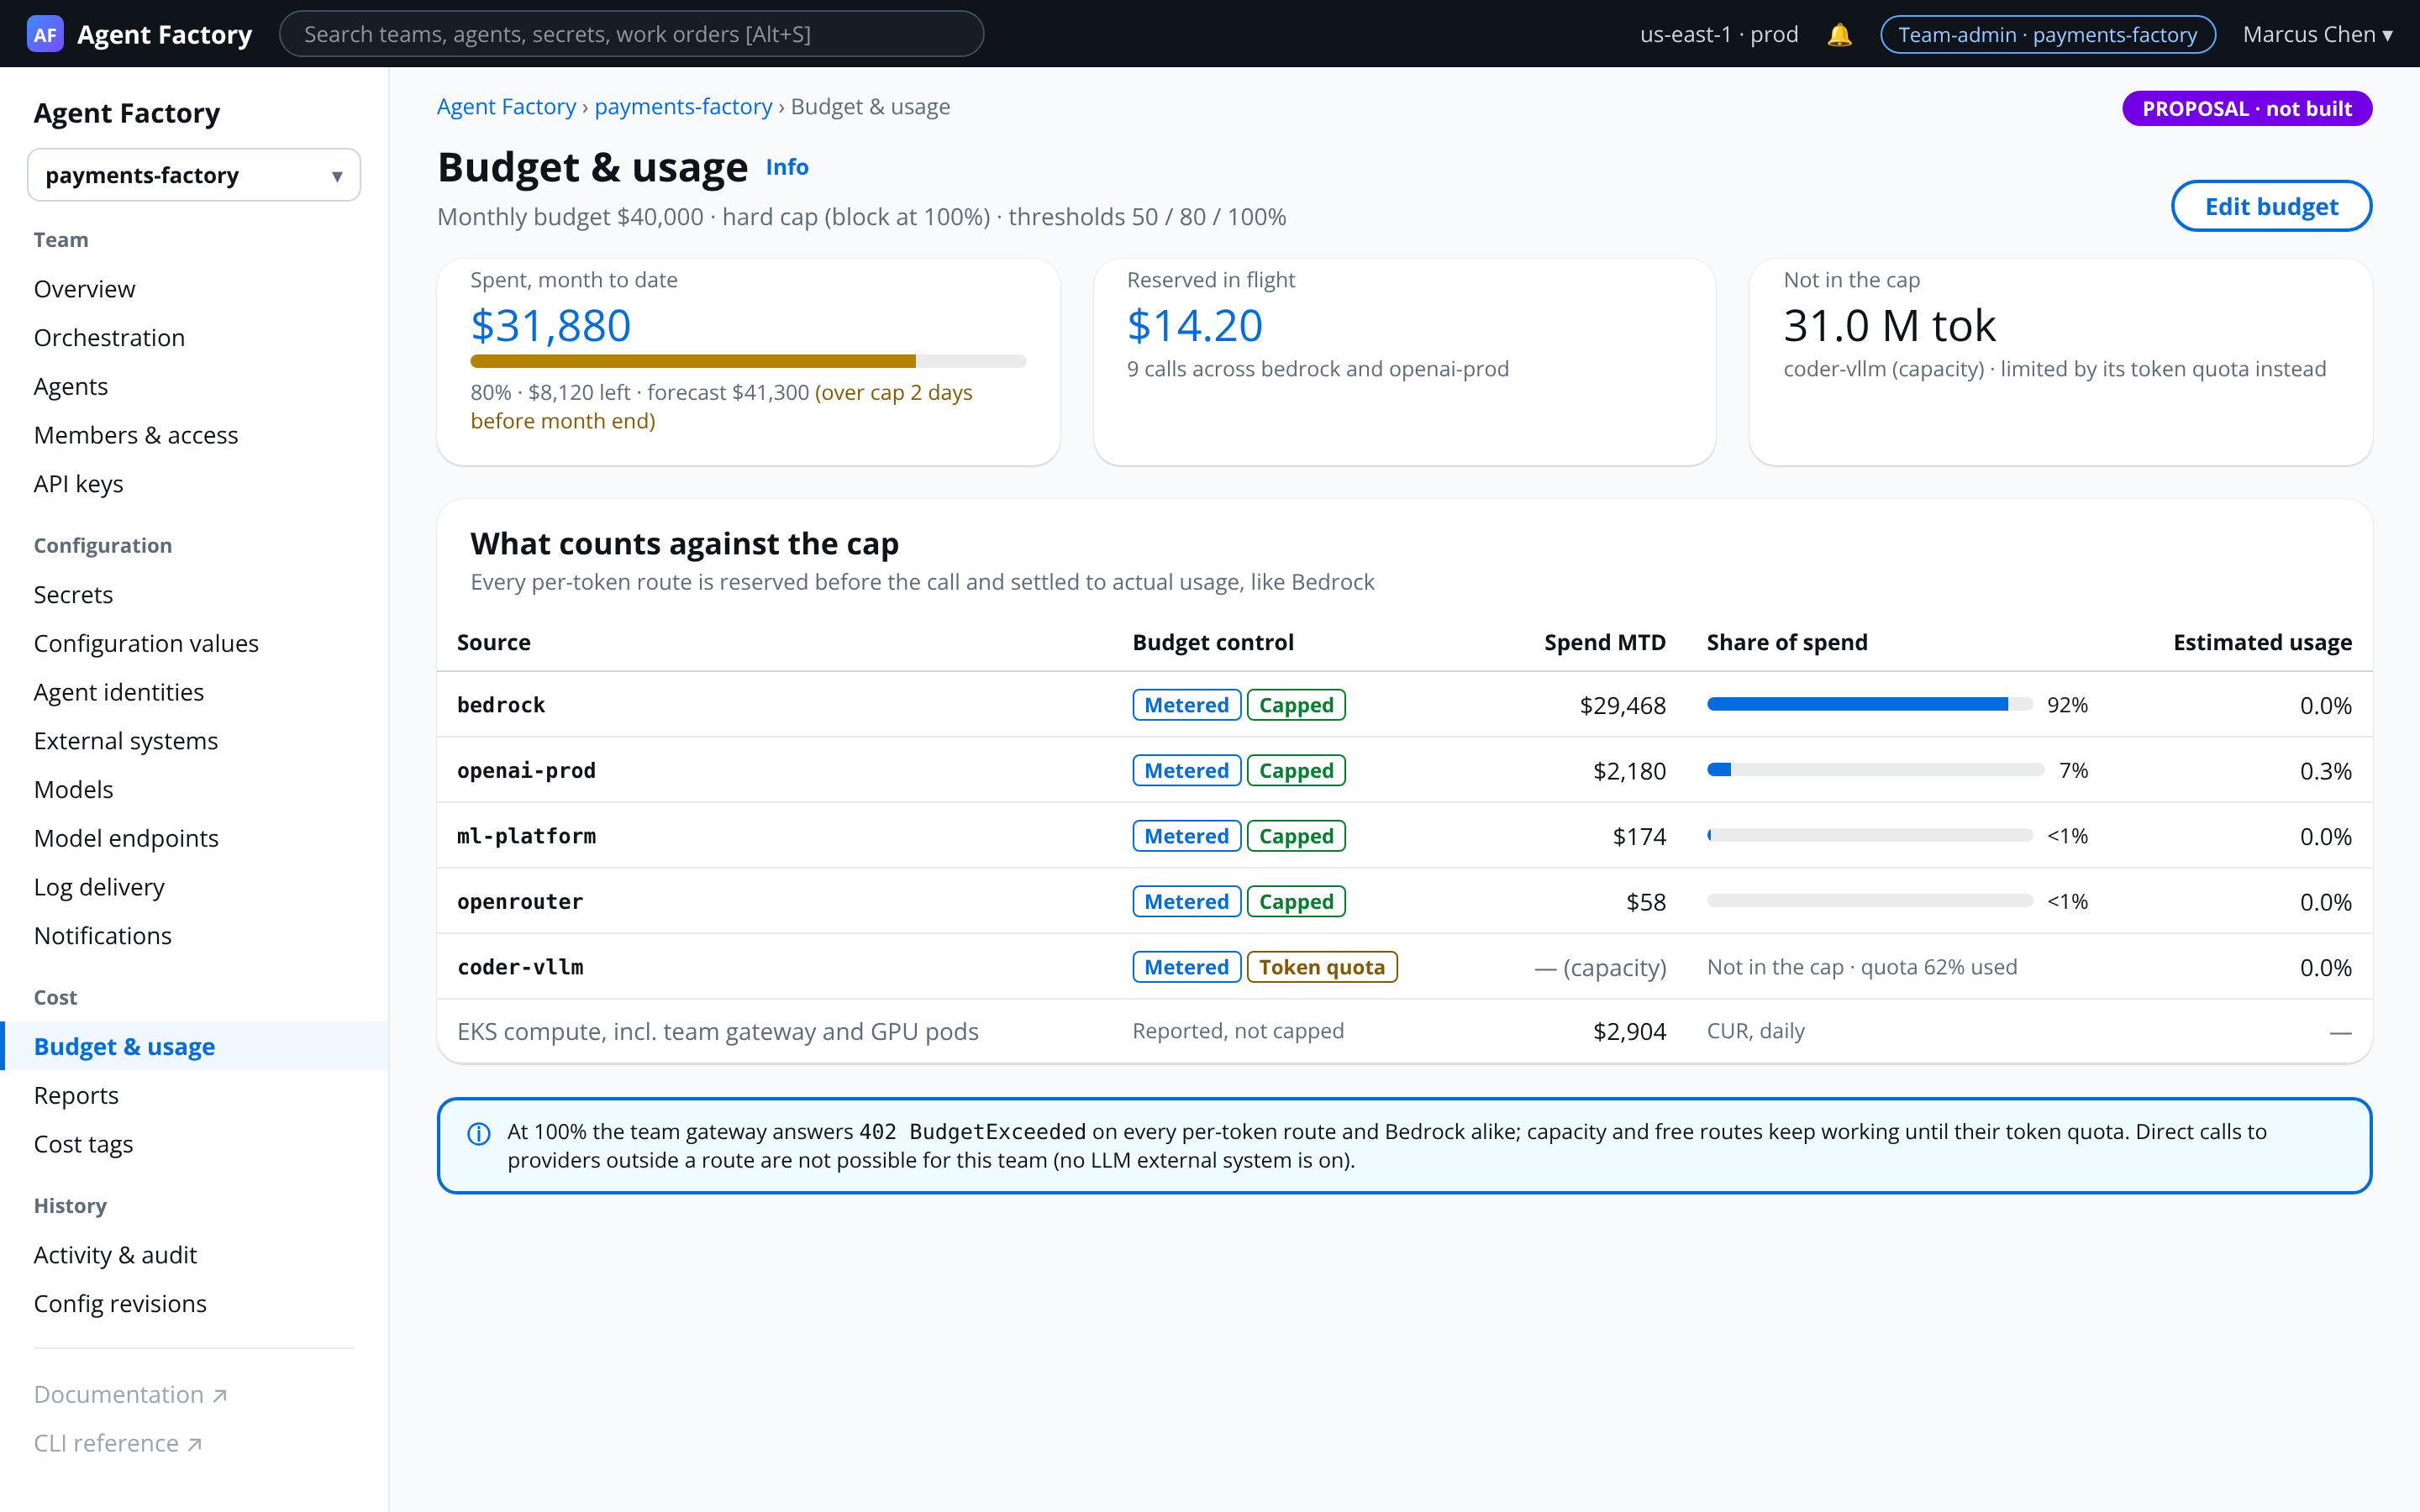 AF Agent Factory
Search teams, agents, secrets, work orders [Alt+S]
us-east-1 · prod
Team-admin · payments-factory
Marcus Chen ▾
Agent Factory
payments-factory ▾
Team
Overview
Orchestration
Agents
Members & access
API keys
Configuration
Secrets
Configuration values
Agent identities
External systems
Models
Model endpoints
Log delivery
Notifications
Cost
Budget & usage
Reports
Cost tags
History
Activity & audit
Config revisions
Documentation ↗
CLI reference ↗
Agent Factory › payments-factory › Budget & usage
PROPOSAL · not built
Budget & usage Info
Monthly budget $40,000 · hard cap (block at 100%) · thresholds 50 / 80 / 100%
Edit budget
Spent, month to date
$31,880
80% · $8,120 left · forecast $41,300 (over cap 2 days
before month end)
Reserved in flight
$14.20
9 calls across bedrock and openai-prod
Not in the cap
31.0 M tok
coder-vllm (capacity) · limited by its token quota instead
What counts against the cap
Every per-token route is reserved before the call and settled to actual usage, like Bedrock
Source Budget control Spend MTD Share of spend Estimated usage
bedrock Metered Capped $29,468 92% 0.0%
openai-prod Metered Capped $2,180 7% 0.3%
ml-platform Metered Capped $174 <1% 0.0%
openrouter Metered Capped $58 <1% 0.0%
coder-vllm Metered Token quota — (capacity) Not in the cap · quota 62% used 0.0%
EKS compute, incl. team gateway and GPU pods Reported, not capped $2,904 CUR, daily —
At 100% the team gateway answers 402 BudgetExceeded on every per-token route and Bedrock alike; capacity and free routes keep working until their token quota. Direct calls to
providers outside a route are not possible for this team (no LLM external system is on).